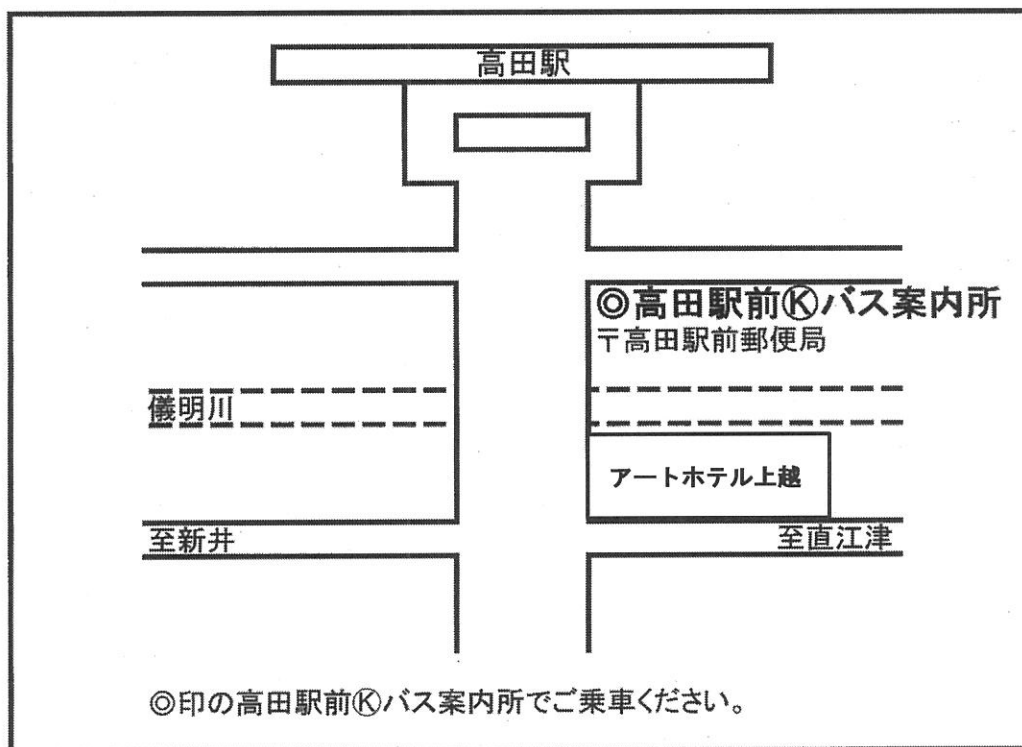 高田駅
◎高田駅前Ⓚバス案内所
〒高田駅前郵便局
儀明川
アートホテル上越
至新井
至直江津
◎印の高田駅前Ⓚバス案内所でご乗車ください。